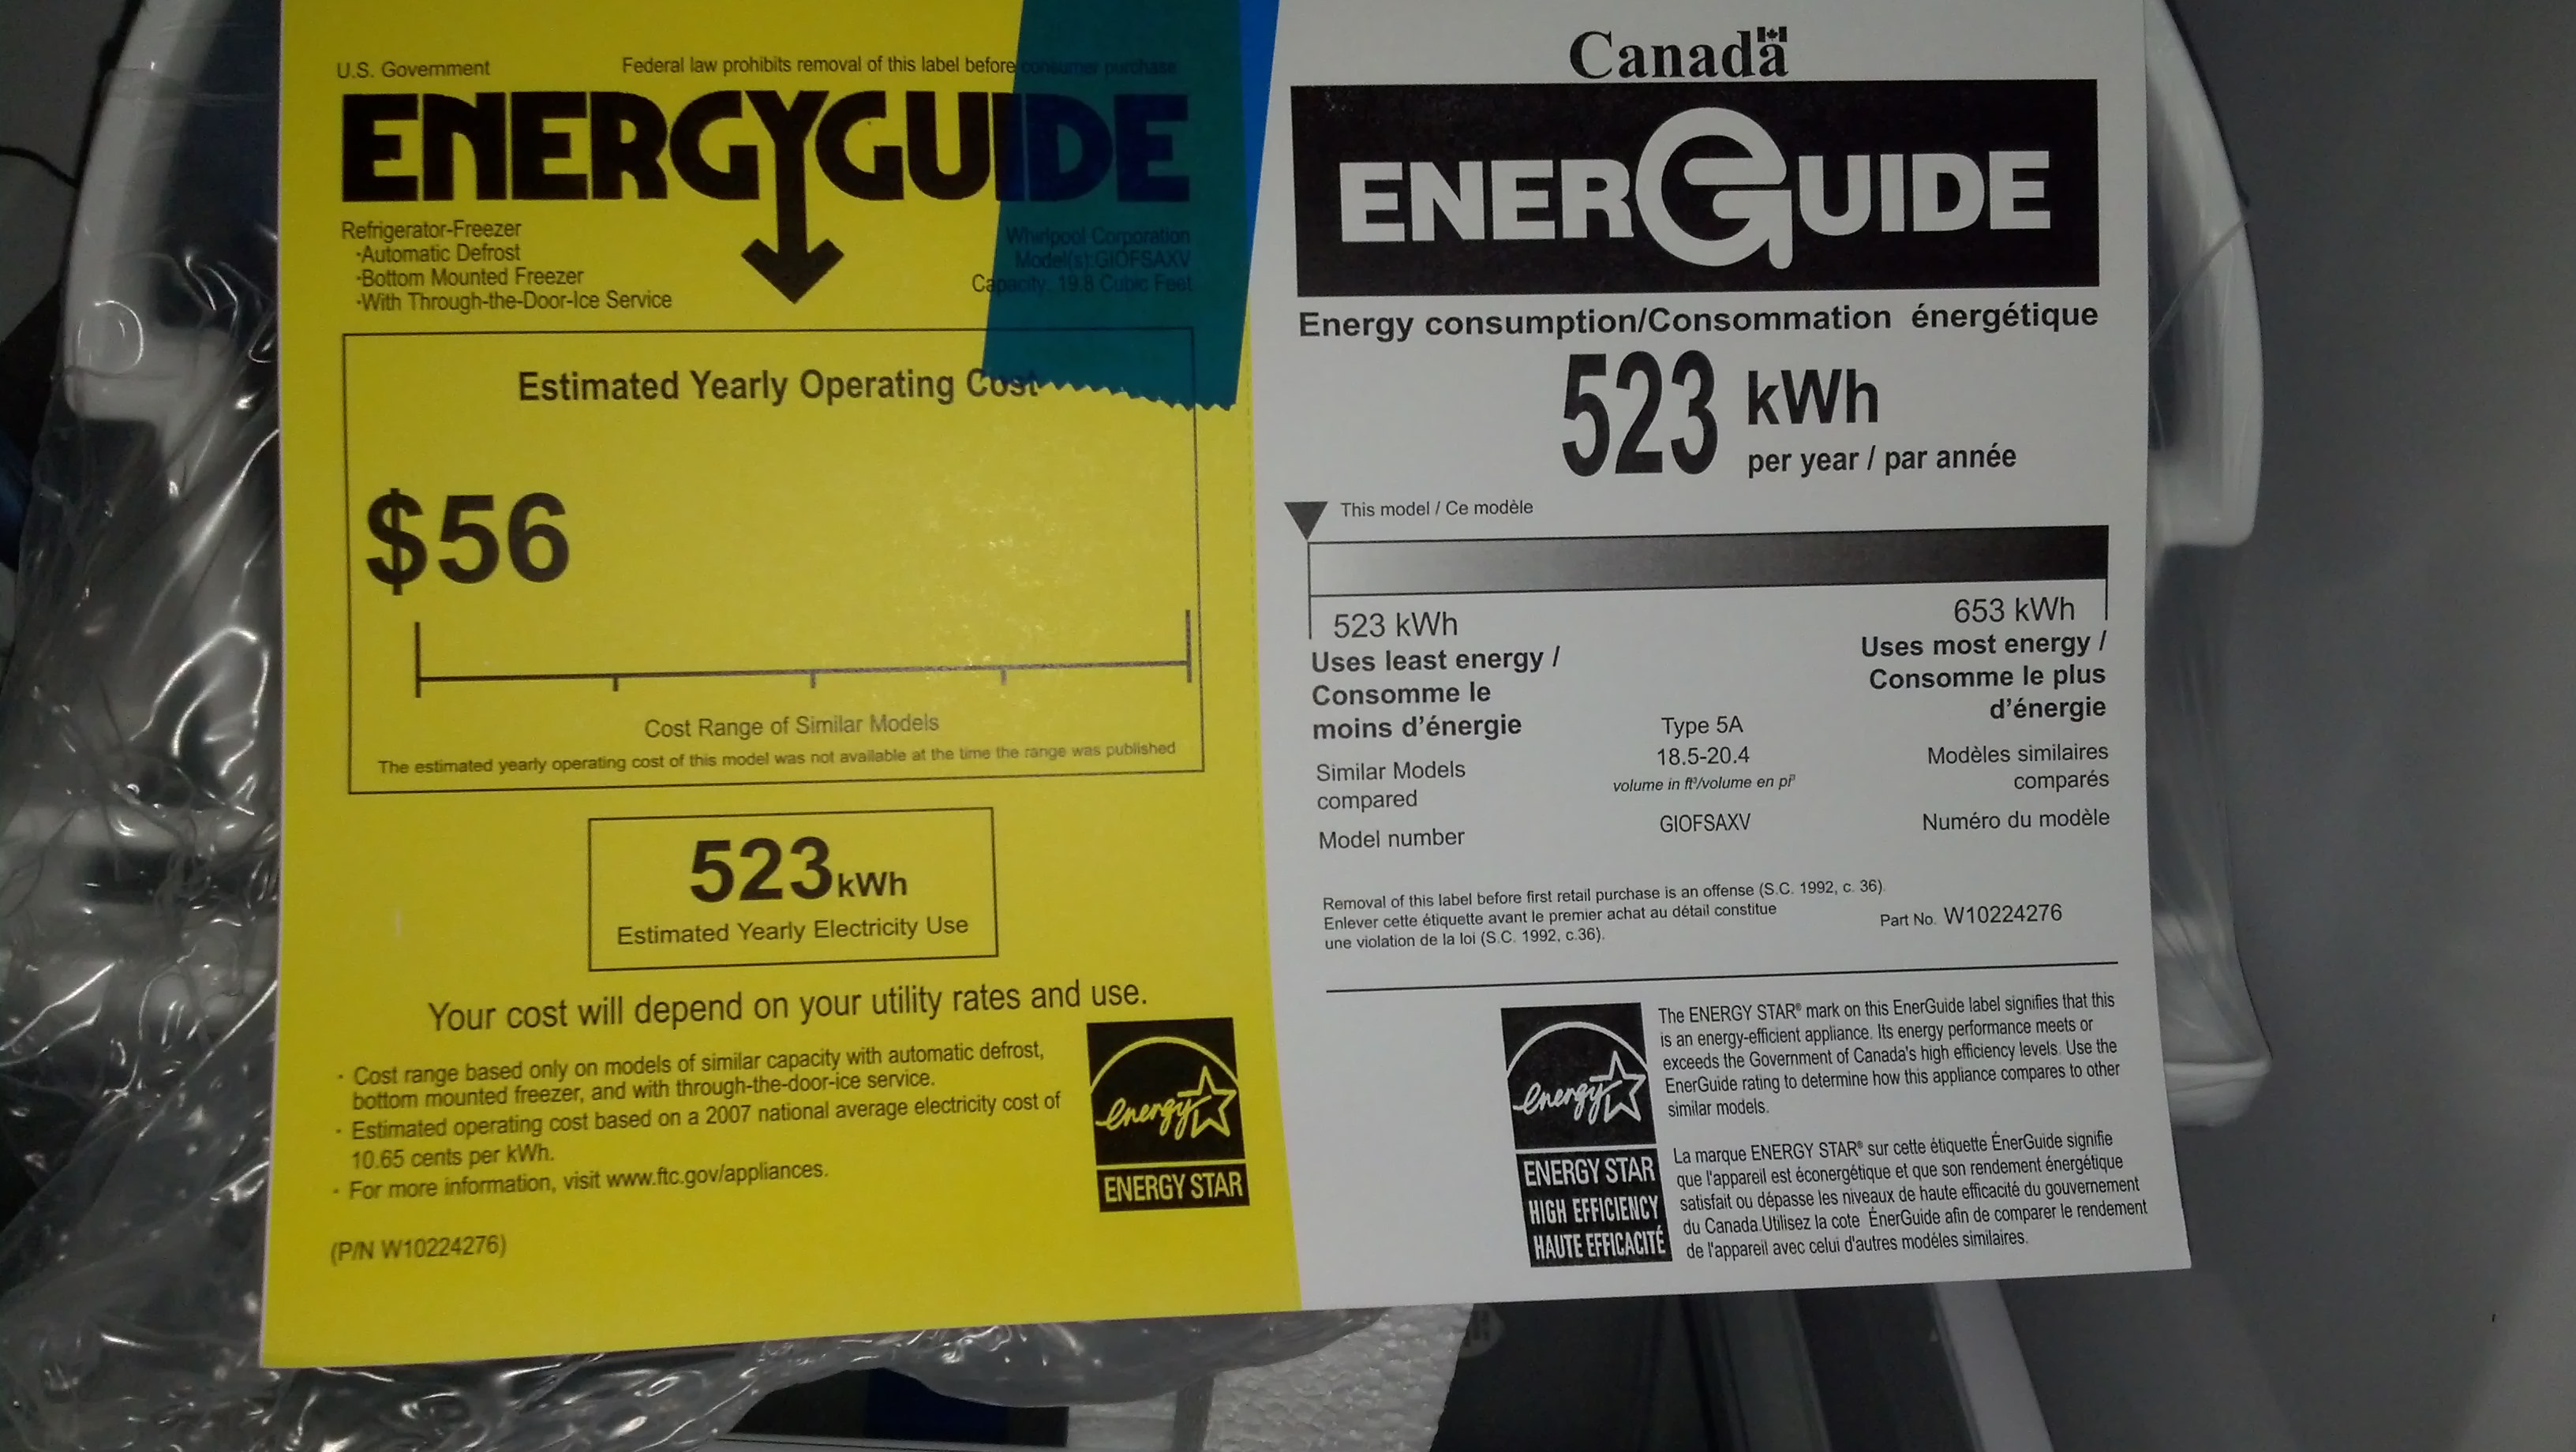 U.S. Government
Federal law prohibits removal of this label before consumer purchase
ENERGYGUIDE
Refrigerator-Freezer
·Automatic Defrost
·Bottom Mounted Freezer
·With Through-the-Door-Ice Service
Whirlpool Corporation
Model(s):GIOFSAXV
Capacity: 19.8 Cubic Feet
Estimated Yearly Operating Cost
$56
Cost Range of Similar Models
The estimated yearly operating cost of this model was not available at the time the range was published
523 kWh
Estimated Yearly Electricity Use
Your cost will depend on your utility rates and use.
· Cost range based only on models of similar capacity with automatic defrost,
bottom mounted freezer, and with through-the-door-ice service.
· Estimated operating cost based on a 2007 national average electricity cost of
10.65 cents per kWh.
· For more information, visit www.ftc.gov/appliances.
(P/N W10224276)
energy
ENERGY STAR
Canada
ENERGUIDE
Energy consumption/Consommation énergétique
523 kWh
per year / par année
This model / Ce modèle
523 kWh
Uses least energy /
Consomme le
moins d'énergie
653 kWh
Uses most energy /
Consomme le plus
d'énergie
Similar Models
compared
Type 5A
18.5-20.4
volume in ft³/volume en pi³
Modèles similaires
comparés
Model number
GIOFSAXV
Numéro du modèle
Removal of this label before first retail purchase is an offense (S.C. 1992, c. 36).
Enlever cette étiquette avant le premier achat au détail constitue
une violation de la loi (S.C. 1992, c.36).
Part No. W10224276
energy
ENERGY STAR
HIGH EFFICIENCY
HAUTE EFFICACITÉ
The ENERGY STAR® mark on this EnerGuide label signifies that this
is an energy-efficient appliance. Its energy performance meets or
exceeds the Government of Canada's high efficiency levels. Use the
EnerGuide rating to determine how this appliance compares to other
similar models.
La marque ENERGY STAR® sur cette étiquette ÉnerGuide signifie
que l'appareil est éconergétique et que son rendement énergétique
satisfait ou dépasse les niveaux de haute efficacité du gouvernement
du Canada.Utilisez la cote ÉnerGuide afin de comparer le rendement
de l'appareil avec celui d'autres modéles similaires.